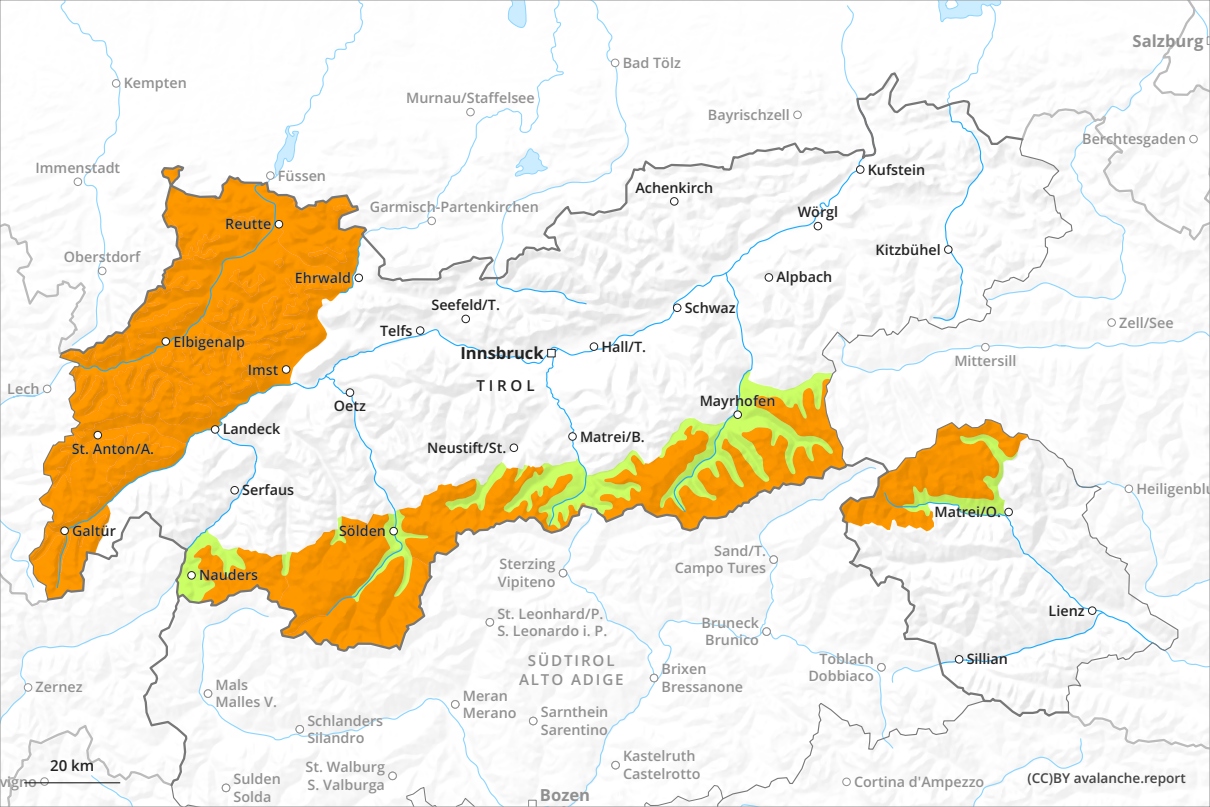 Salzburg
Bad Tölz
Kempten
Murnau/Staffelsee
Bayrischzell
Berchtesgaden
Immenstadt
Füssen
Kufstein
Achenkirch
Garmisch-Partenkirchen
Wörgl
Reutte
Oberstdorf
Kitzbühel
Ehrwald
Alpbach
Seefeld/T.
Schwaz
Telfs
Zell/See
Elbigenalp
Innsbruck
Hall/T.
Mittersill
Imst
TIROL
Lech
Oetz
Mayrhofen
Landeck
St. Anton/A.
Neustift/St.
Matrei/B.
Serfaus
Heiligenblu
Matrei/O.
Galtür
Sölden
Sand/T.
Campo Tures
Sterzing
Vipiteno
Nauders
St. Leonhard/P.
S. Leonardo i. P.
Lienz
Bruneck
Brunico
SÜDTIROL
ALTO ADIGE
Toblach
Dobbiaco
Sillian
Brixen
Bressanone
Zernez
Mals
Malles V.
Meran
Merano
Sarnthein
Sarentino
Schlanders
Silandro
Kastelruth
Castelrotto
20 km
St. Walburg
S. Valburga
vigno
Sulden
Solda
Cortina d'Ampezzo
(CC)BY avalanche.report
Bozen